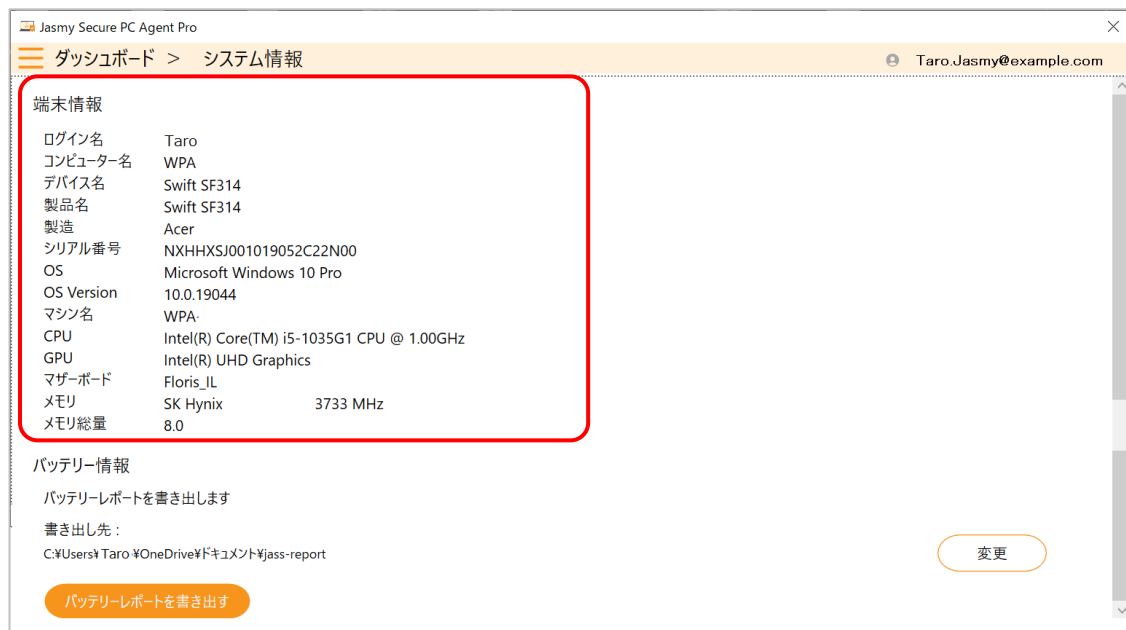 Jasmy Secure PC Agent Pro
ダッシュボード > システム情報 Taro.Jasmy@example.com
端末情報
ログイン名 Taro
コンピューター名 WPA
デバイス名 Swift SF314
製品名 Swift SF314
製造 Acer
シリアル番号 NXHHXSJ001019052C22N00
OS Microsoft Windows 10 Pro
OS Version 10.0.19044
マシン名 WPA-
CPU Intel(R) Core(TM) i5-1035G1 CPU @ 1.00GHz
GPU Intel(R) UHD Graphics
マザーボード Floris_IL
メモリ SK Hynix 3733 MHz
メモリ総量 8.0
バッテリー情報
バッテリーレポートを書き出します
書き出し先 :
C:¥Users¥Taro¥OneDrive¥ドキュメント¥jass-report 変更
バッテリーレポートを書き出す